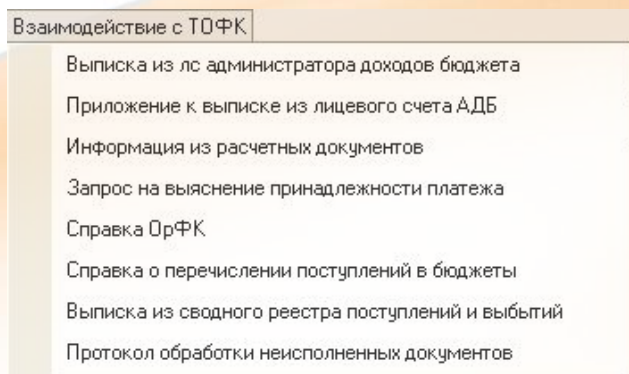 Взаимодействие с ТОФК
Выписка из лс администратора доходов бюджета
Приложение к выписке из лицевого счета АДБ
Информация из расчетных документов
Запрос на выяснение принадлежности платежа
Справка ОрФК
Справка о перечислении поступлений в бюджеты
Выписка из сводного реестра поступлений и выбытий
Протокол обработки неисполненных документов